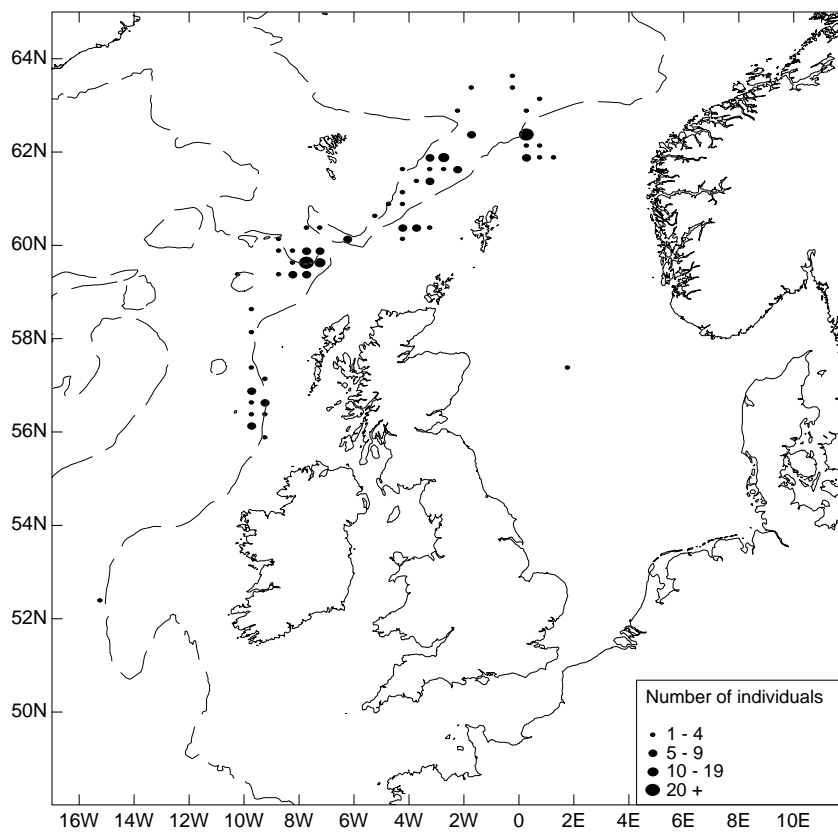 64N
62N
60N
58N
56N
54N
52N
50N
Number of individuals
1 - 4
5 - 9
10 - 19
20 +
16W 14W 12W 10W 8W 6W 4W 2W 0 2E 4E 6E 8E 10E